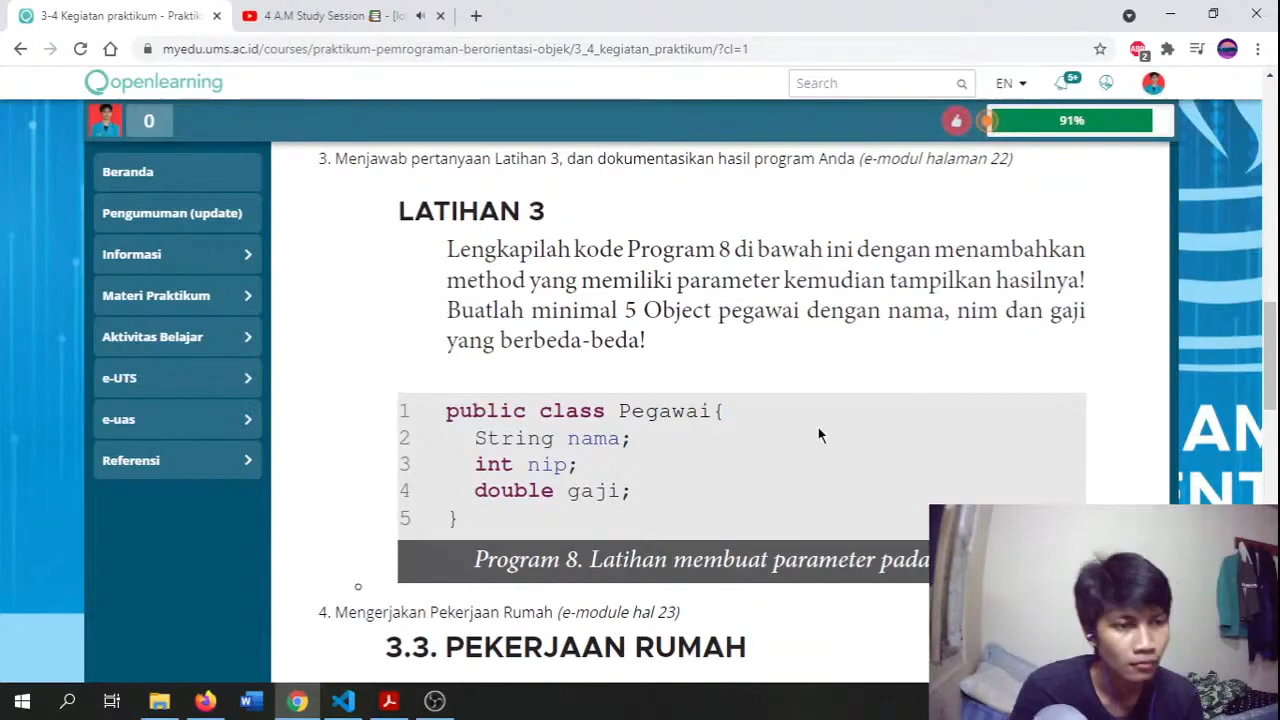 3-4 Kegiatan praktikum - Praktik
4 A.M Study Session
[lo
myedu.ums.ac.id/courses/praktikum-pemrograman-berorientasi-objek/3_4_kegiatan_praktikum/?cl=1
2
openlearning
Search
EN
5+
0
91%
Beranda
Pengumuman (update)
Informasi
Materi Praktikum
Aktivitas Belajar
e-UTS
e-uas
Referensi
3. Menjawab pertanyaan Latihan 3, dan dokumentasikan hasil program Anda (e-modul halaman 22)
LATIHAN 3
Lengkapilah kode Program 8 di bawah ini dengan menambahkan
method yang memiliki parameter kemudian tampilkan hasilnya!
Buatlah minimal 5 Object pegawai dengan nama, nim dan gaji
yang berbeda-beda!
1 public class Pegawai{
2 String nama;
3 int nip;
4 double gaji;
5 }
Program 8. Latihan membuat parameter pada
4. Mengerjakan Pekerjaan Rumah (e-module hal 23)
3.3. PEKERJAAN RUMAH
AM
ENT